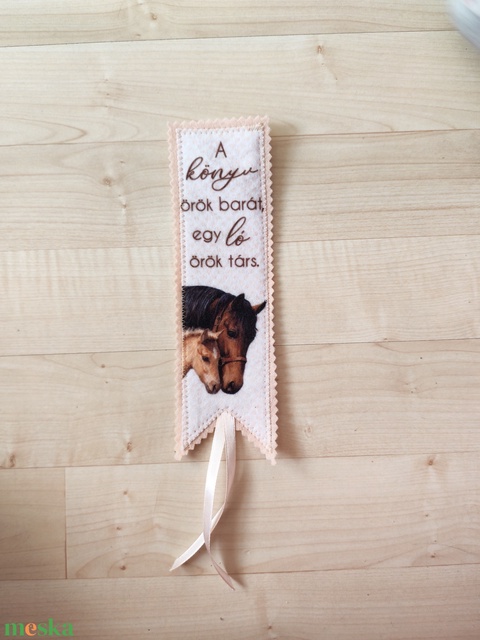 A
könyv
örök barát,
egy ló
örök társ.
meska